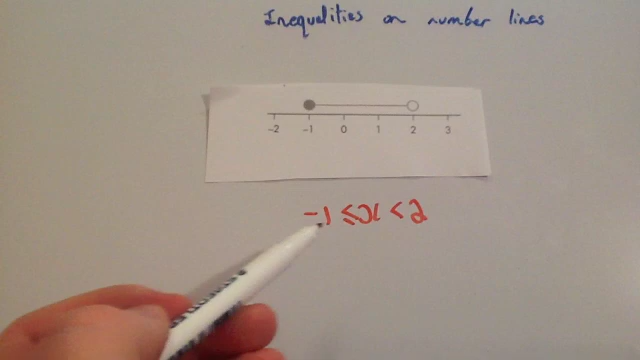 Inequalities on number lines
-2 -1 0 1 2 3
-1 ≤ x < 2